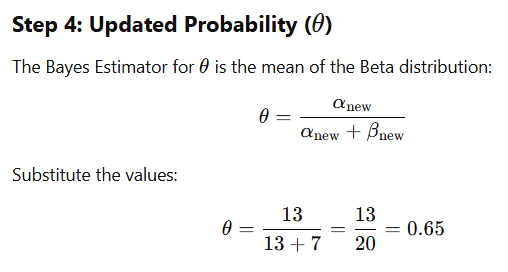 Step 4: Updated Probability (θ)
The Bayes Estimator for θ is the mean of the Beta distribution:
θ = α_new / (α_new + β_new)
Substitute the values:
θ = 13 / (13 + 7) = 13 / 20 = 0.65